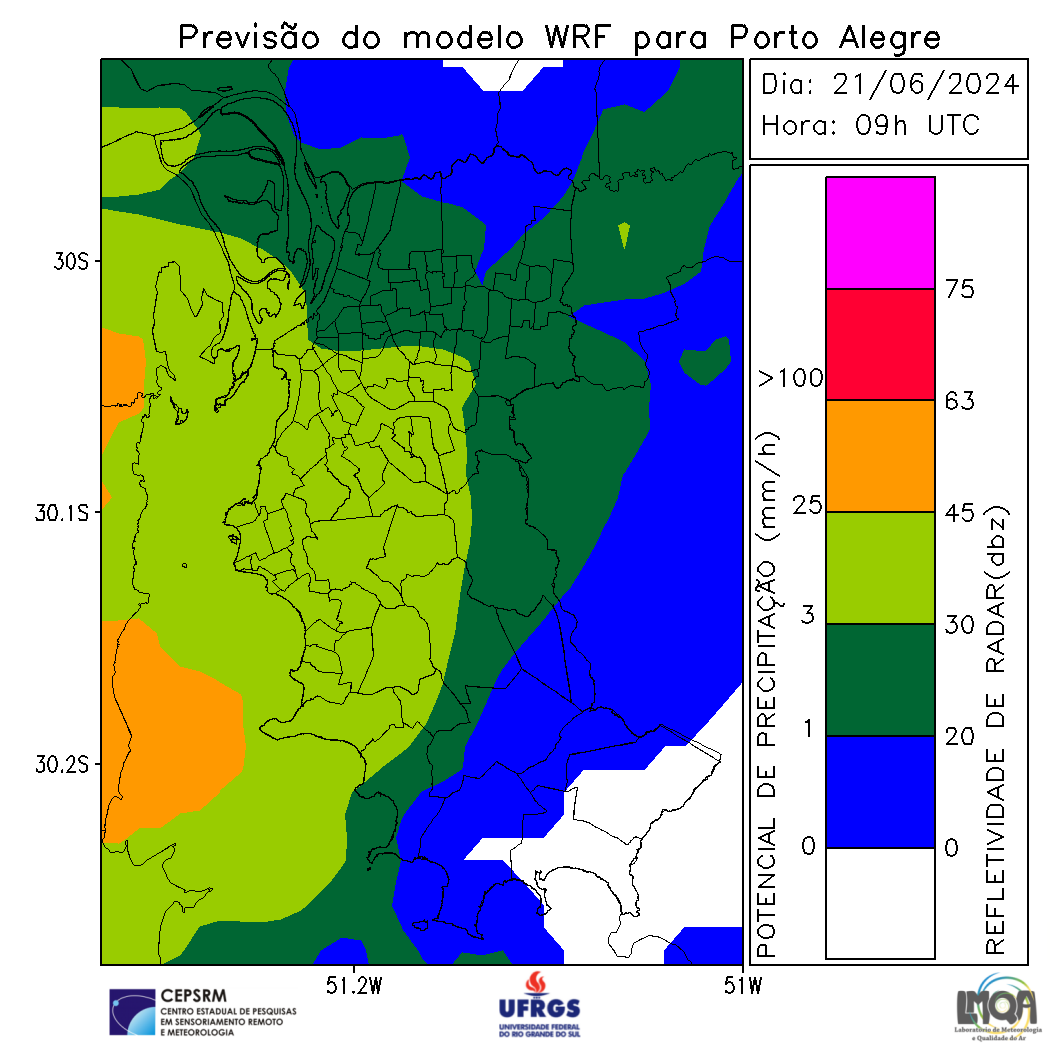 Previsão do modelo WRF para Porto Alegre
Dia: 21/06/2024
Hora: 09h UTC
30S
30.1S
30.2S
51.2W
51W
POTENCIAL DE PRECIPITAÇÃO (mm/h)
>100
25
3
1
0
75
63
45
30
20
0
REFLETIVIDADE DE RADAR(dbz)
CEPSRM
CENTRO ESTADUAL DE PESQUISAS
EM SENSORIAMENTO REMOTO
E METEOROLOGIA
UFRGS
UNIVERSIDADE FEDERAL
DO RIO GRANDE DO SUL
LMQA
Laboratório de Meteorologia
e Qualidade do Ar